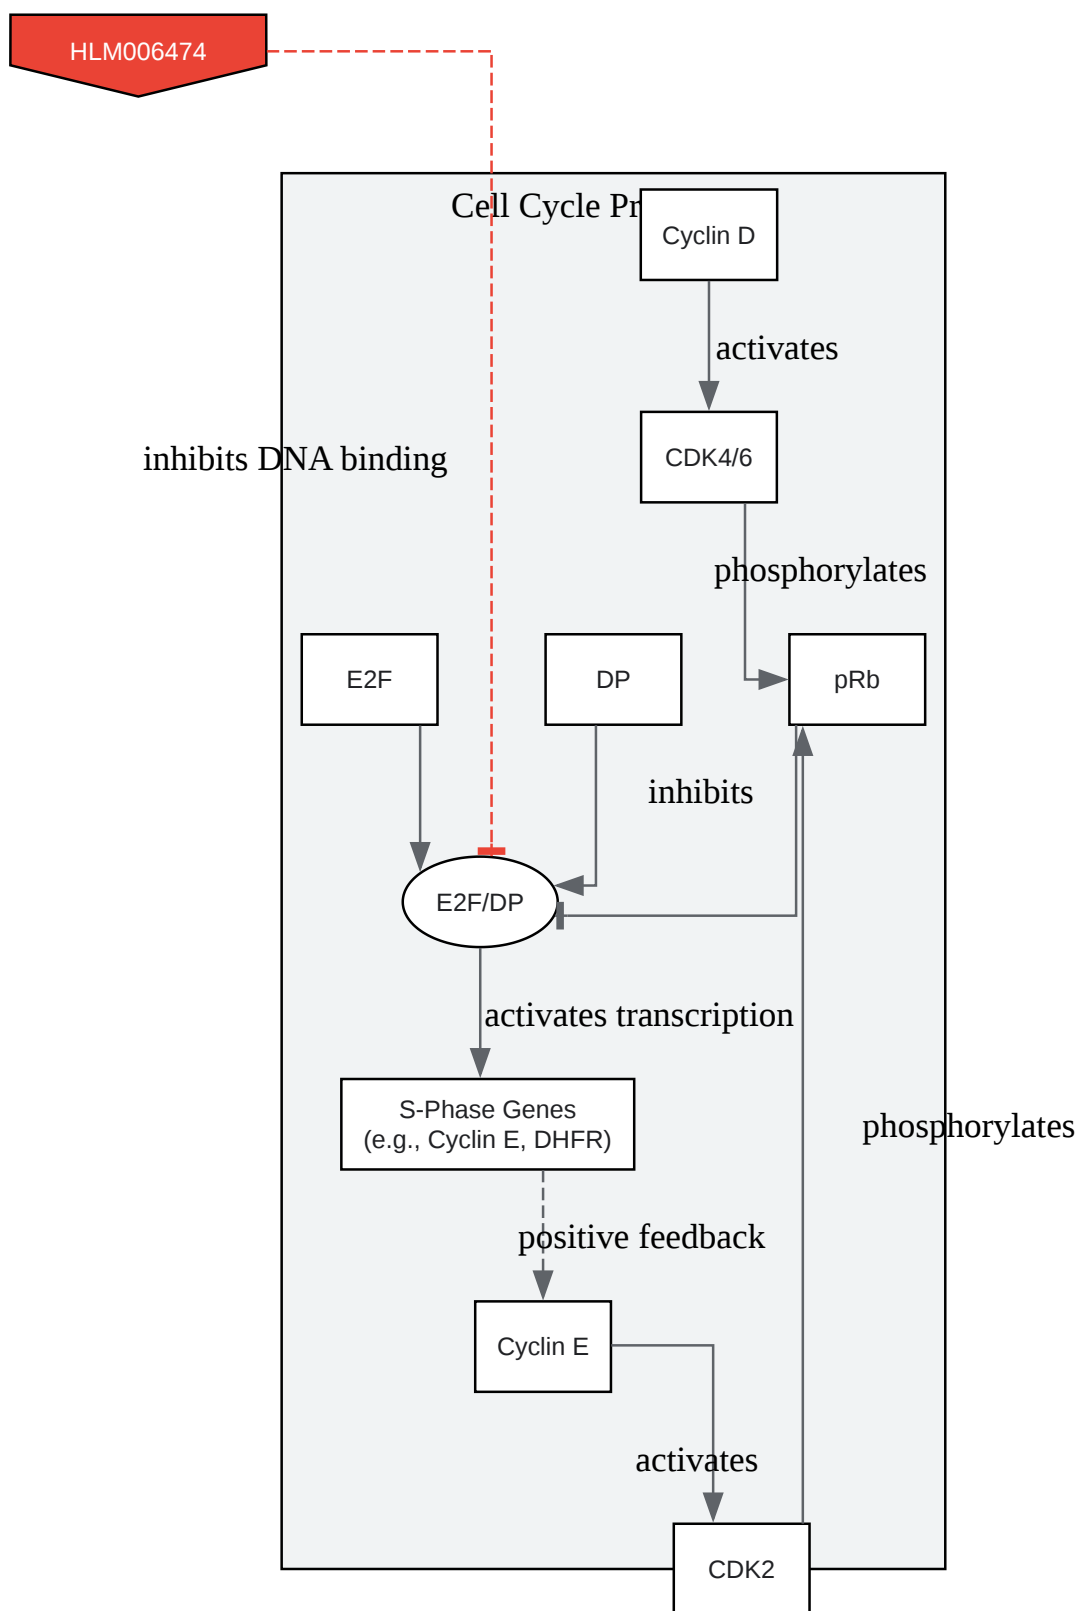 HLM006474
Cell Cycle Pr
Cyclin D
activates
inhibits DNA binding
CDK4/6
phosphorylates
E2F
DP
pRb
inhibits
E2F/DP
activates transcription
S-Phase Genes
(e.g., Cyclin E, DHFR)
phosphorylates
positive feedback
Cyclin E
activates
CDK2